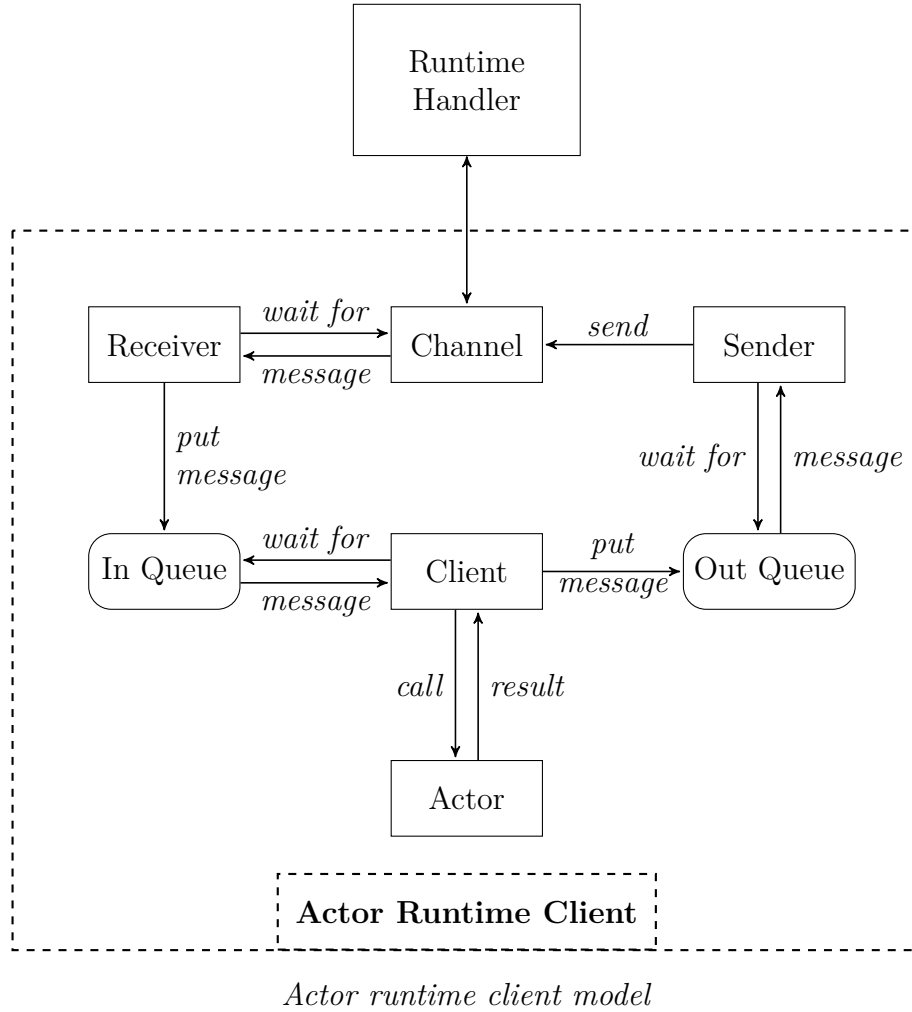 Runtime
Handler
wait for
send
Receiver
Channel
Sender
message
put
message
wait for
message
wait for
put
In Queue
Client
message
Out Queue
message
call
result
Actor
Actor Runtime Client
Actor runtime client model